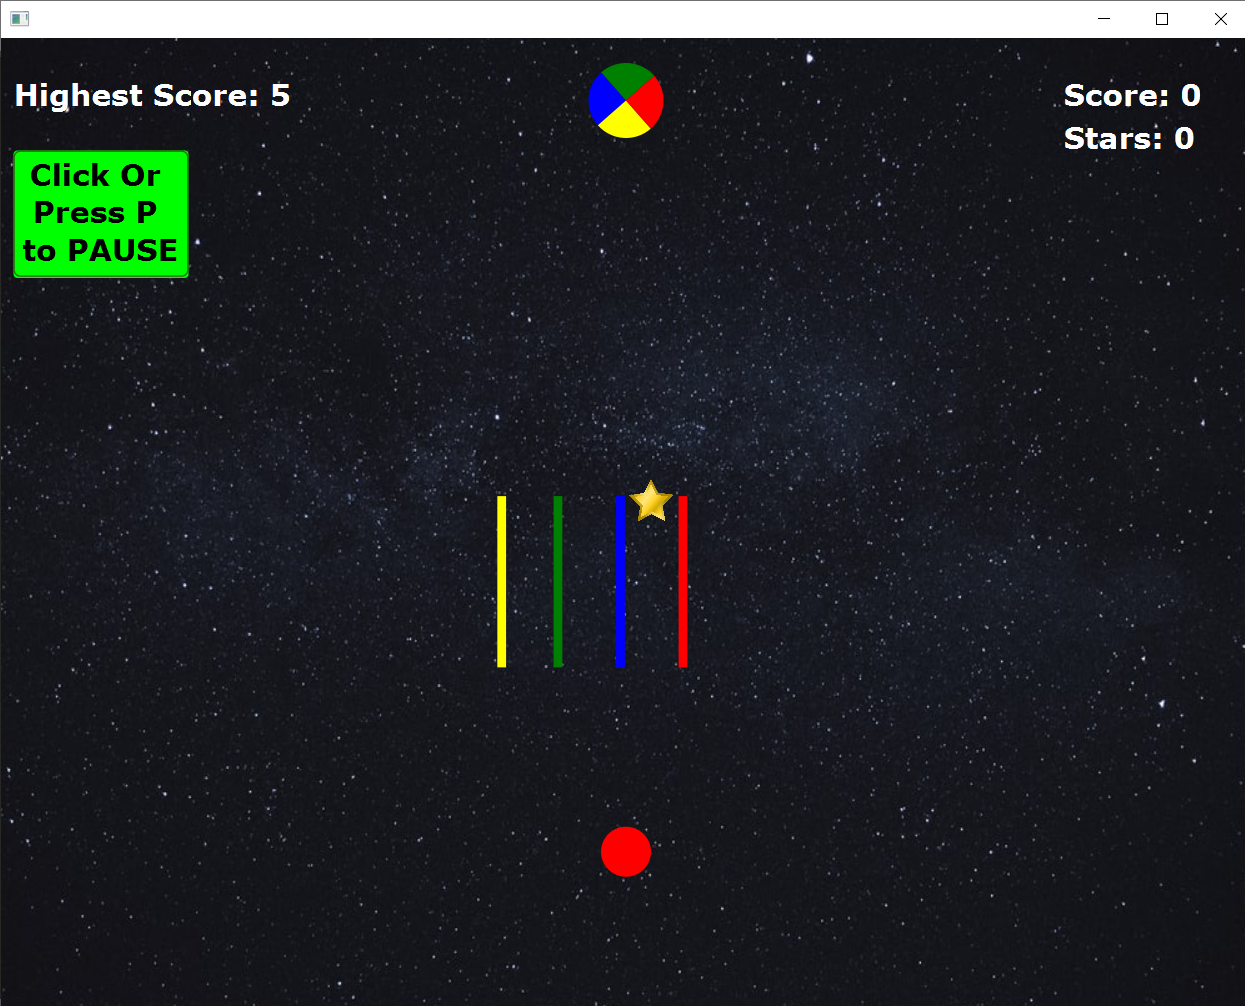 Highest Score: 5
Score: 0
Stars: 0
Click Or
Press P
to PAUSE